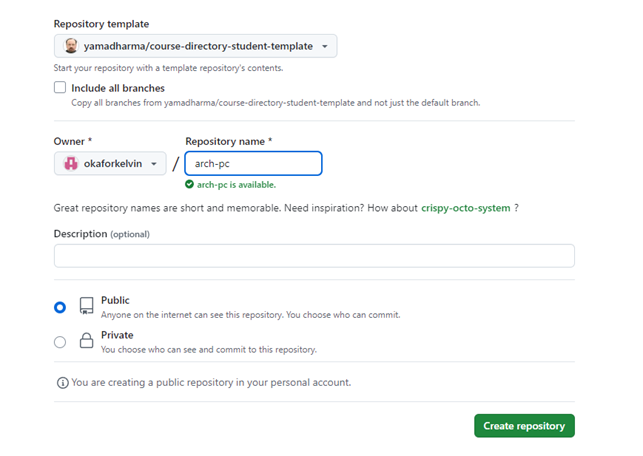 Repository template
yamadharma/course-directory-student-template
Start your repository with a template repository's contents.
Include all branches
Copy all branches from yamadharma/course-directory-student-template and not just the default branch.
Owner * Repository name *
okaforkelvin / arch-pc
arch-pc is available.
Great repository names are short and memorable. Need inspiration? How about crispy-octo-system ?
Description (optional)
Public
Anyone on the internet can see this repository. You choose who can commit.
Private
You choose who can see and commit to this repository.
You are creating a public repository in your personal account.
Create repository